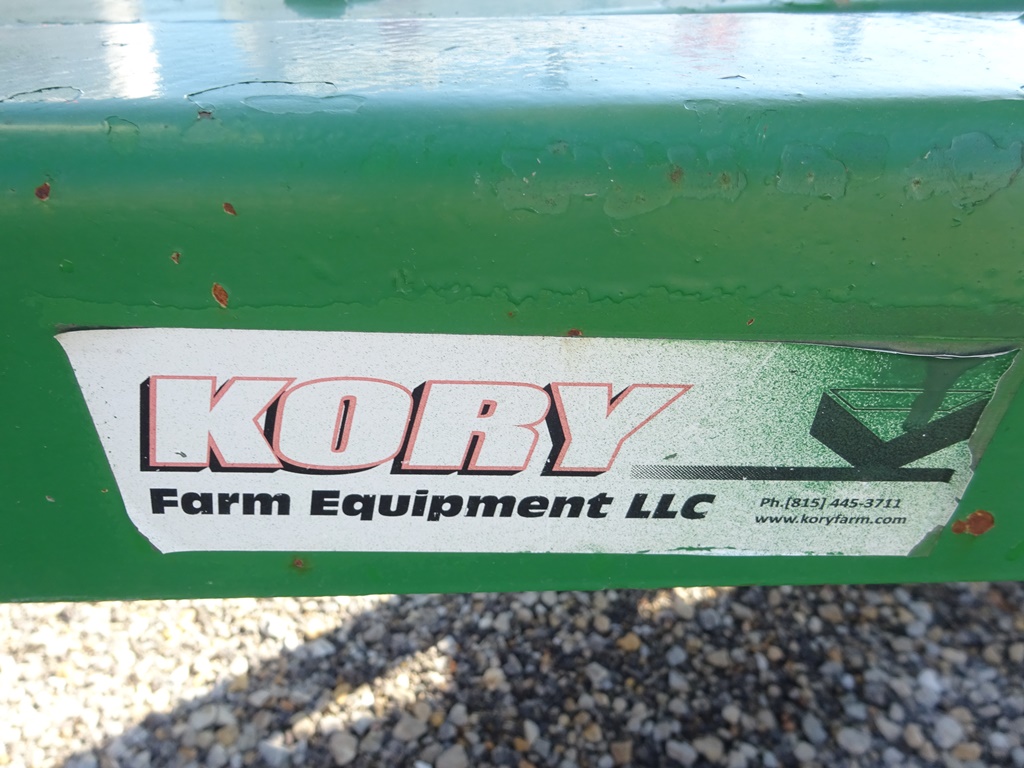 KORY
Farm Equipment LLC
Ph.[815] 445-3711
www.koryfarm.com